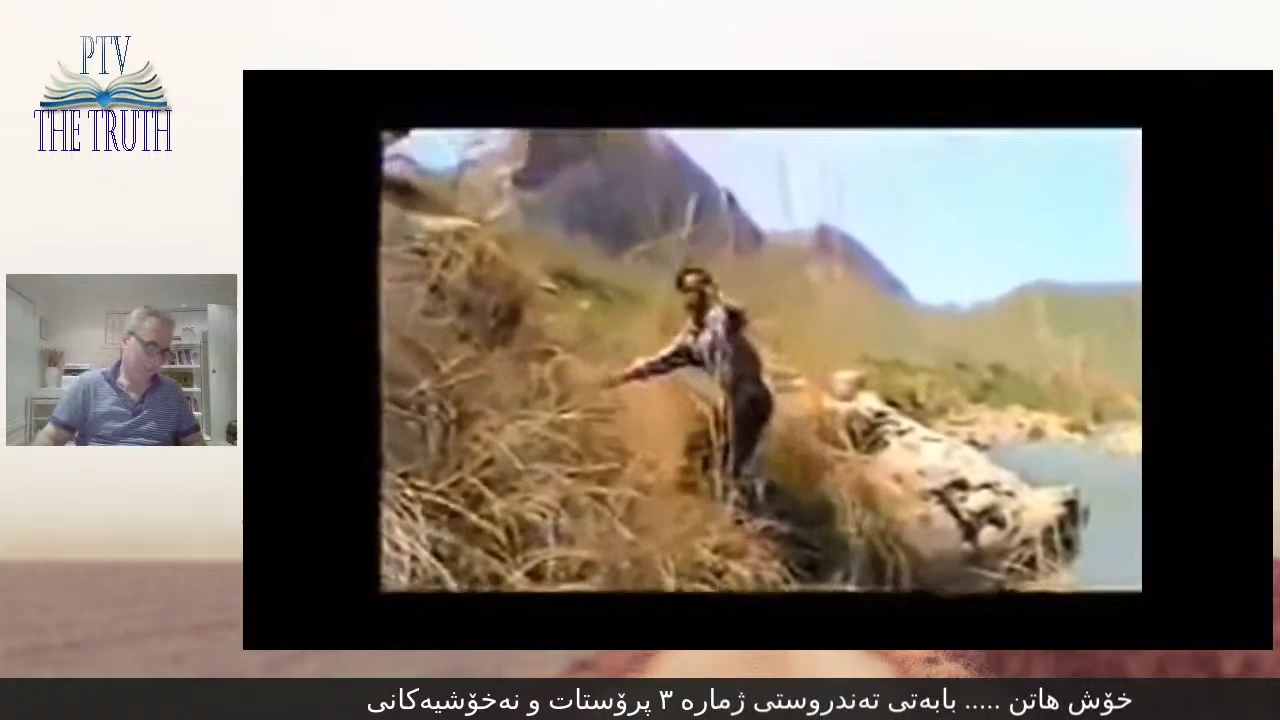 PTV
THE TRUTH
خۆش هاتن ..... بابەتی تەندروستی ژمارە ٣ پرۆستات و نەخۆشیەکانی